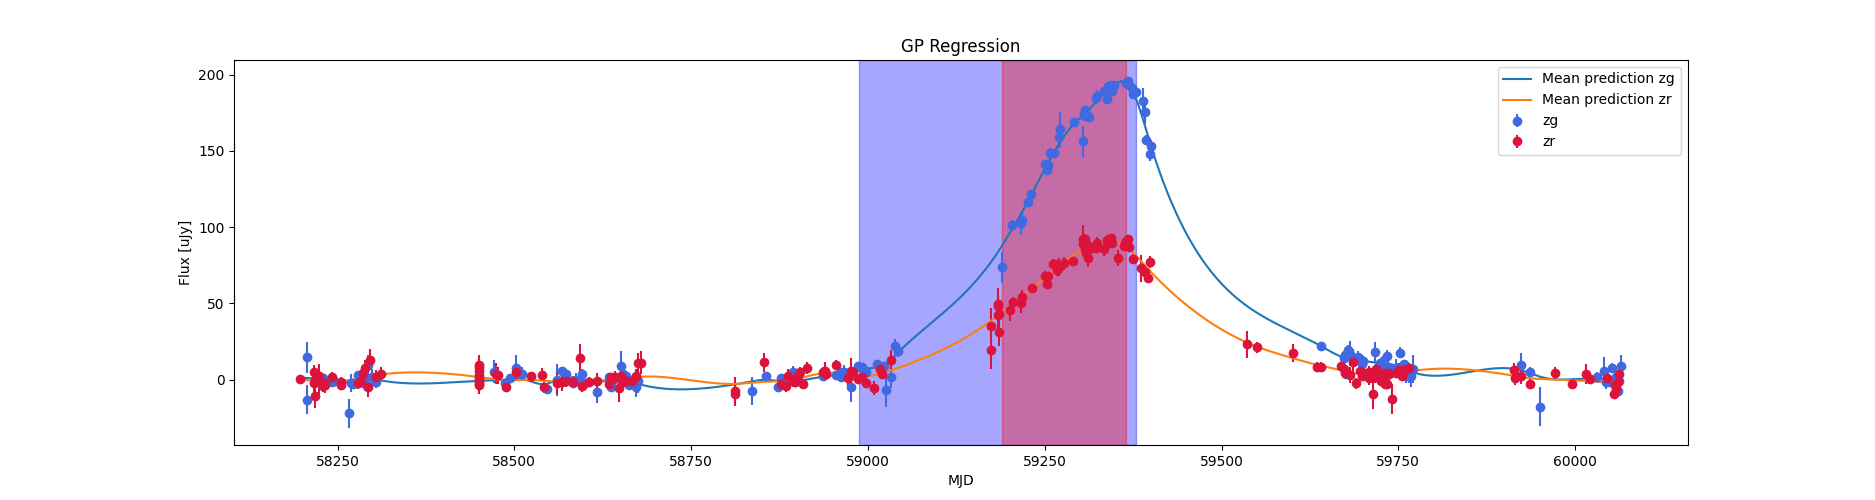 GP Regression
Flux [uJy]
200
150
100
50
0
58250 58500 58750 59000 59250 59500 59750 60000
MJD
Mean prediction zg
Mean prediction zr
zg
zr